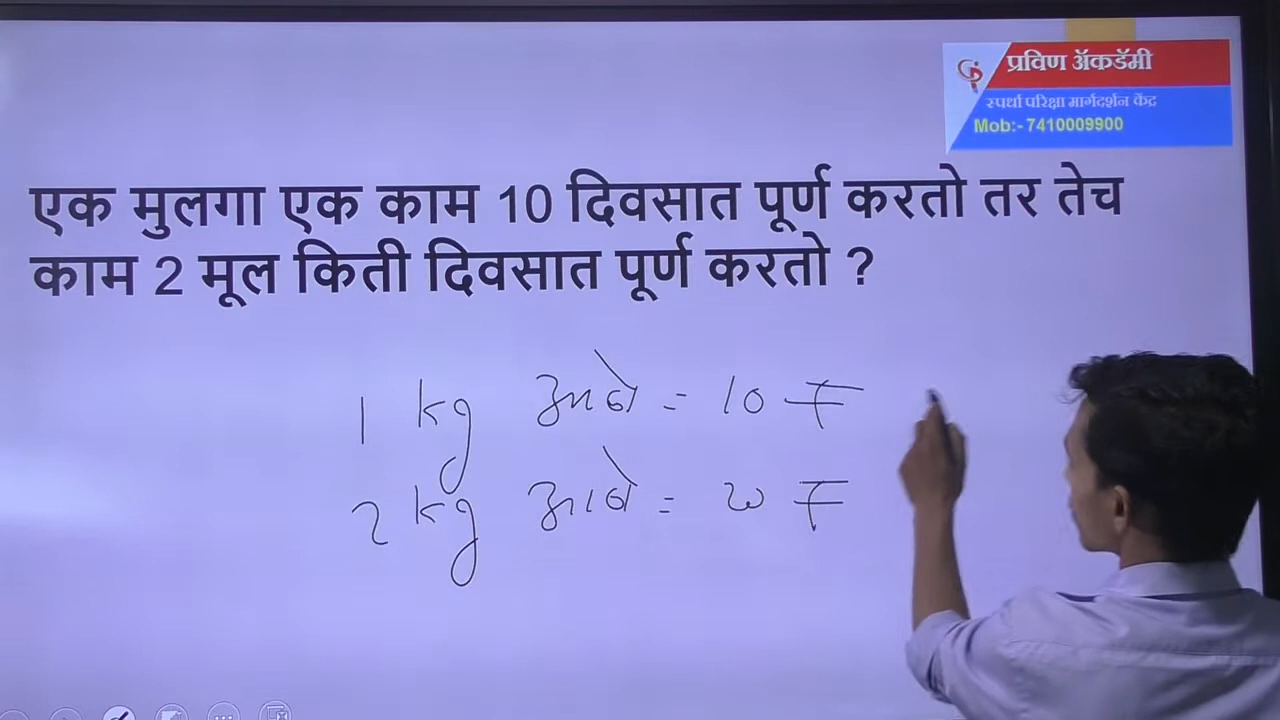 प्रविण ॲकडॅमी
स्पर्धा परिक्षा मार्गदर्शन केंद्र
Mob:- 7410009900
एक मुलगा एक काम 10 दिवसात पूर्ण करतो तर तेच
काम 2 मूल किती दिवसात पूर्ण करतो ?
1 kg आंबे = 10 ₹
2 kg आंबे = 20 ₹